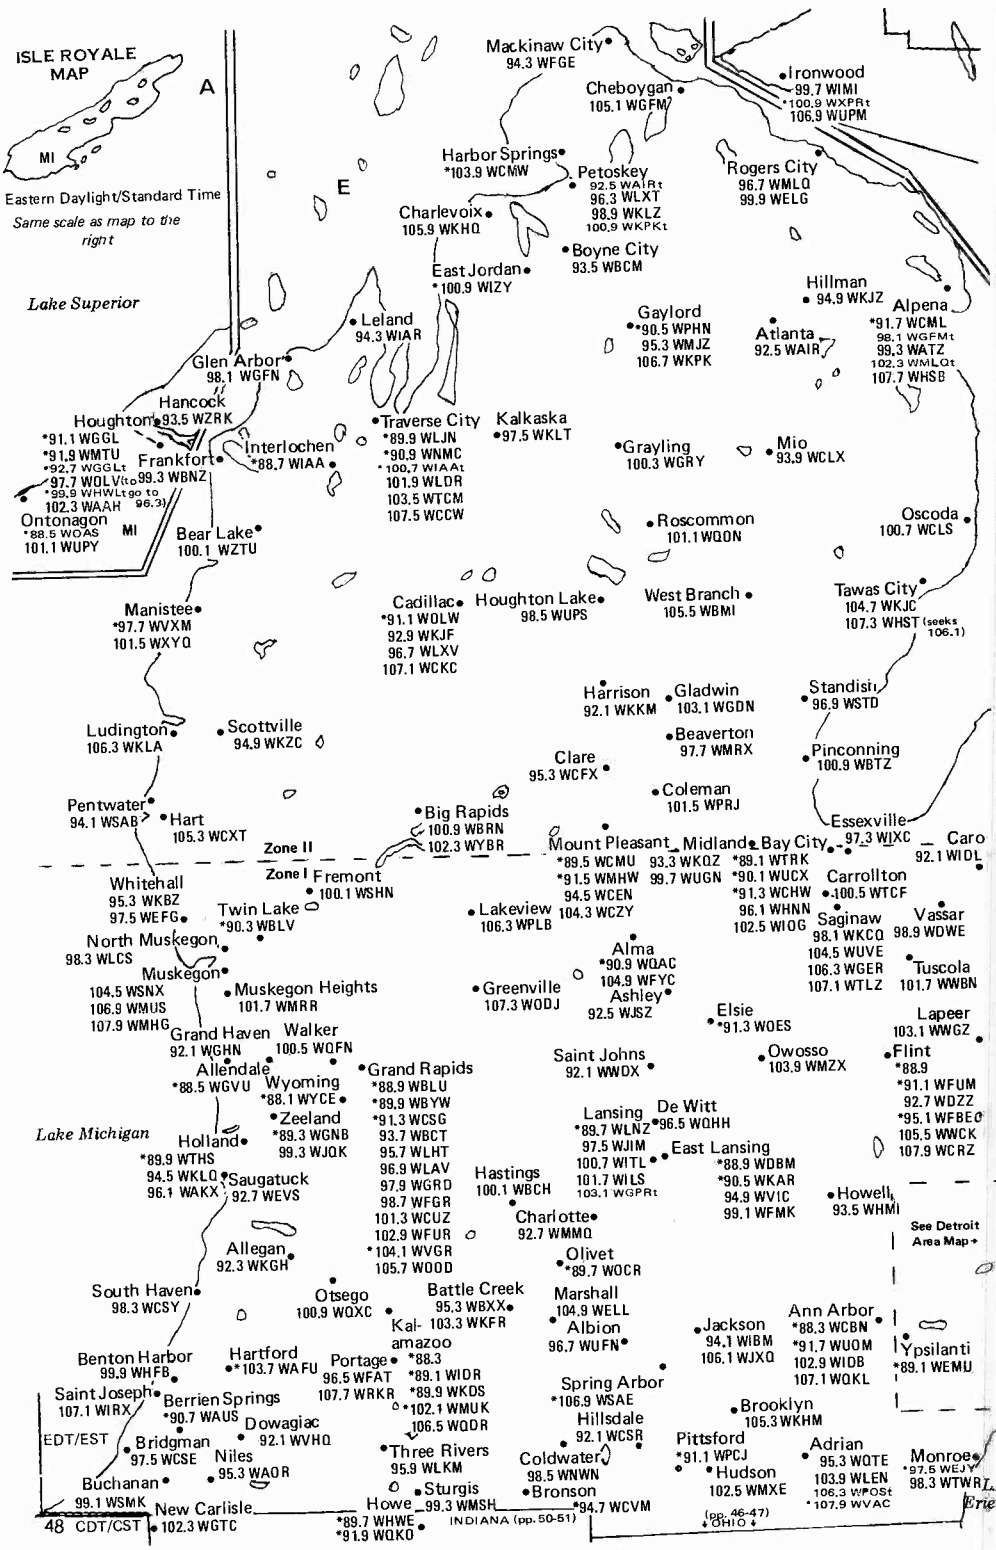 ISLE ROYALE
MAP
A
MI
Eastern Daylight/Standard Time
Same scale as map to the
right
Lake Superior
E
Mackinaw City
94.3 WFGE
Cheboygan
105.1 WGFM
Ironwood
99.7 WIMI
*100.9 WXPRt
106.9 WUPM
Harbor Springs
*103.9 WCMW
Petoskey
92.5 WAIRt
96.3 WLXT
98.9 WKLZ
100.9 WKPKt
Rogers City
96.7 WMLQ
99.9 WELG
Charlevoix
105.9 WKHQ
Boyne City
93.5 WBCM
East Jordan
*100.9 WIZY
Hillman
94.9 WKJZ
Alpena
*91.7 WCML
98.1 WGFMt
99.3 WATZ
102.3 WMLQt
107.7 WHSB
Leland
94.3 WIAR
Gaylord
*90.5 WPHN
95.3 WMJZ
106.7 WKPK
Atlanta
92.5 WAIR
Glen Arbor
98.1 WGFN
Hancock
93.5 WZRK
Houghton
*91.1 WGGL
*91.9 WMTU
*92.7 WGGLt
97.7 WOLV(to
*99.9 WHWLt go to
96.3)
102.3 WAAH
Frankfort
99.3 BNZ
Ontonagon
*88.5 WOAS
101.1 WUPY
MI
Interlochen
*88.7 WIAA
Traverse City
*89.9 WLJN
*90.9 WNMC
*100.7 WIAAt
101.9 WLDR
103.5 WTCM
107.5 WCCW
Kalkaska
97.5 WKLT
Grayling
100.3 WGRY
Mio
93.9 WCLX
Bear Lake
100.1 WZTU
Roscommon
101.1 WQON
Oscoda
100.7 WCLS
Manistee
*97.7 WVXM
101.5 WXYQ
Cadillac
*91.1 WOLW
92.9 WKJF
96.7 WLXV
107.1 WCKC
Houghton Lake
98.5 WUPS
West Branch
105.5 WBMI
Tawas City
104.7 WKJC
107.3 WHST (seeks
106.1)
Harrison
92.1 WKKM
Gladwin
103.1 WGDN
Standish
96.9 WSTD
Ludington
106.3 WKLA
Scottville
94.9 WKZC
Beaverton
97.7 WMRX
Clare
95.3 WCFX
Pinconning
100.9 WBTZ
Coleman
101.5 WPRJ
Pentwater
94.1 WSAB
Hart
105.3 WCXT
Big Rapids
100.9 WBRN
102.3 WYBR
Zone II
Zone I
Mount Pleasant
*89.5 WCMU
*91.5 WMHW
94.5 WCEN
104.3 WCZY
Midland
93.3 WKQZ
99.7 WUGN
Bay City
*89.1 WTRK
*90.1 WUCX
*91.3 WCHW
96.1 WHNN
102.5 WIOG
Essexville
97.3 WIXC
Caro
92.1 WIDL
Whitehall
95.3 WKBZ
97.5 WEFG
Fremont
100.1 WSHN
Twin Lake
*90.3 WBLV
Lakeview
106.3 WPLB
Carrollton
100.5 WTCF
Saginaw
98.1 WKCQ
104.5 WUVE
106.3 WGER
107.1 WTLZ
Vassar
98.9 WDWE
North Muskegon
98.3 WLCS
Alma
*90.9 WQAC
104.9 WFYC
Tuscola
101.7 WWBN
Muskegon
104.5 WSNX
106.9 WMUS
107.9 WMHG
Muskegon Heights
101.7 WMRR
Greenville
107.3 WODJ
Ashley
92.5 WJSZ
Elsie
*91.3 WOES
Lapeer
103.1 WWGZ
Grand Haven
92.1 WGHN
Walker
100.5 WQFN
Allendale
*88.5 WGVU
Wyoming
*88.1 WYCE
Grand Rapids
*88.9 WBLU
*89.9 WBYW
*91.3 WCSG
93.7 WBCT
95.7 WLHT
96.9 WLAV
97.9 WGRD
98.7 WFGR
101.3 WCUZ
102.9 WFUR
*104.1 WVGR
105.7 WOOD
Saint Johns
92.1 WWDX
Owosso
103.9 WMZX
Flint
*88.9
*91.1 WFUM
92.7 WDZZ
*95.1 WFBE
105.5 WWCK
107.9 WCRZ
Lake Michigan
Zeeland
*89.3 WGNB
99.3 WJQK
Lansing
*89.7 WLNZ
97.5 WJIM
100.7 WITL
101.7 WILS
103.1 WGPRt
De Witt
96.5 WQHH
East Lansing
*88.9 WDBM
*90.5 WKAR
94.9 WVIC
99.1 WFMK
Holland
*89.9 WTHS
94.5 WKLQ
96.1 WAKX
Saugatuck
92.7 WEVS
Hastings
100.1 WBCH
Howell
93.5 WHMI
Charlotte
92.7 WMMQ
See Detroit
Area Map→
Allegan
92.3 WKGH
Olivet
*89.7 WOCR
South Haven
98.3 WCSY
Otsego
100.9 WQXC
Battle Creek
95.3 WBXX
103.3 WKFR
Marshall
104.9 WELL
Albion
96.7 WUFN
Jackson
94.1 WIBM
106.1 WJXQ
Ann Arbor
*88.3 WCBN
*91.7 WUOM
102.9 WIDB
107.1 WQKL
Ypsilanti
*89.1 WEMU
Kal-
amazoo
*88.3
*89.1 WIDR
*89.9 WKDS
*102.1 WMUK
106.5 WQDR
Benton Harbor
99.9 WHFB
Hartford
*103.7 WAFU
Portage
96.5 WFAT
107.7 WRKR
Saint Joseph
107.1 WIRX
Berrien Springs
*90.7 WAUS
Spring Arbor
*106.9 WSAE
Brooklyn
105.3 WKHM
EDT/EST
Bridgman
97.5 WCSE
Dowagiac
92.1 WVHQ
Hillsdale
92.1 WCSR
Niles
95.3 WAOR
Three Rivers
95.9 WLKM
Coldwater
98.5 WNWN
Pittsford
*91.1 WPCJ
Hudson
102.5 WMXE
Adrian
95.3 WQTE
103.9 WLEN
106.3 WPOSt
*107.9 WVAC
Monroe
*97.5 WEJY
98.3 WTWR
Buchanan
99.1 WSMK
Sturgis
99.3 WMSH
Bronson
*94.7 WCVM
48
CDT/CST
New Carlisle
102.3 WGTC
Howe
*89.7 WHWE
*91.9 WQKO
INDIANA (pp. 50-51)
(pp. 46-47)
↓OHIO↓
L.
Erie